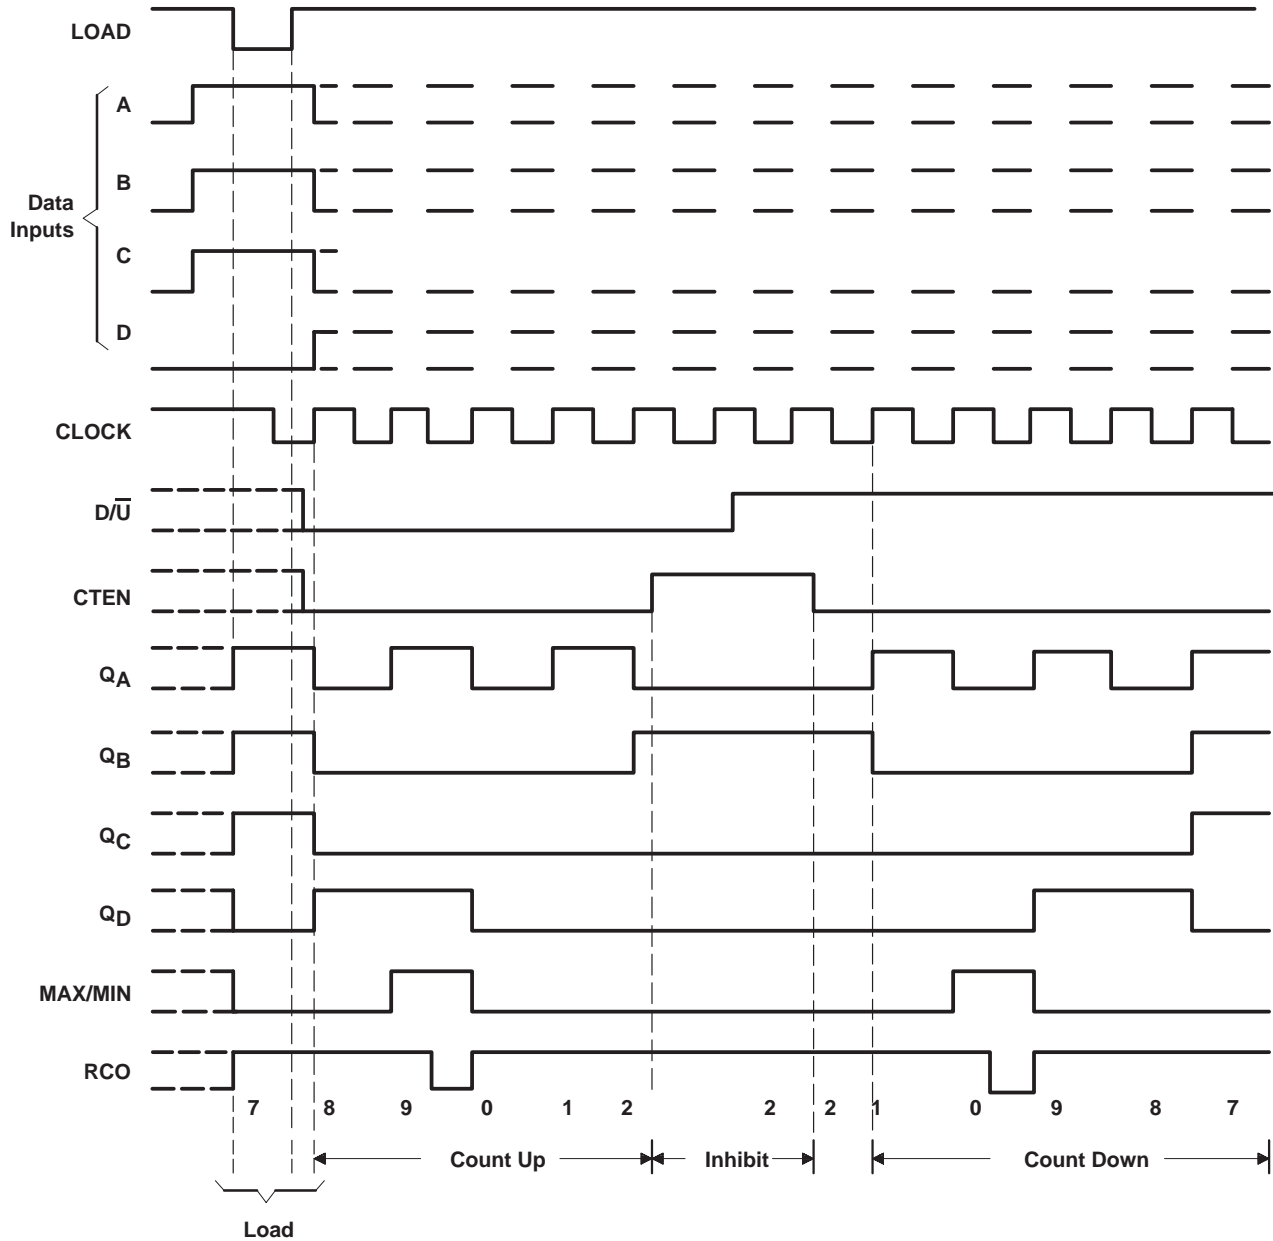 LOAD
A
B
Data
Inputs
C
D
CLOCK
D/U̅
CTEN
QA
QB
QC
QD
MAX/MIN
RCO
7 8 9 0 1 2 2 2 1 0 9 8 7
Count Up Inhibit Count Down
Load